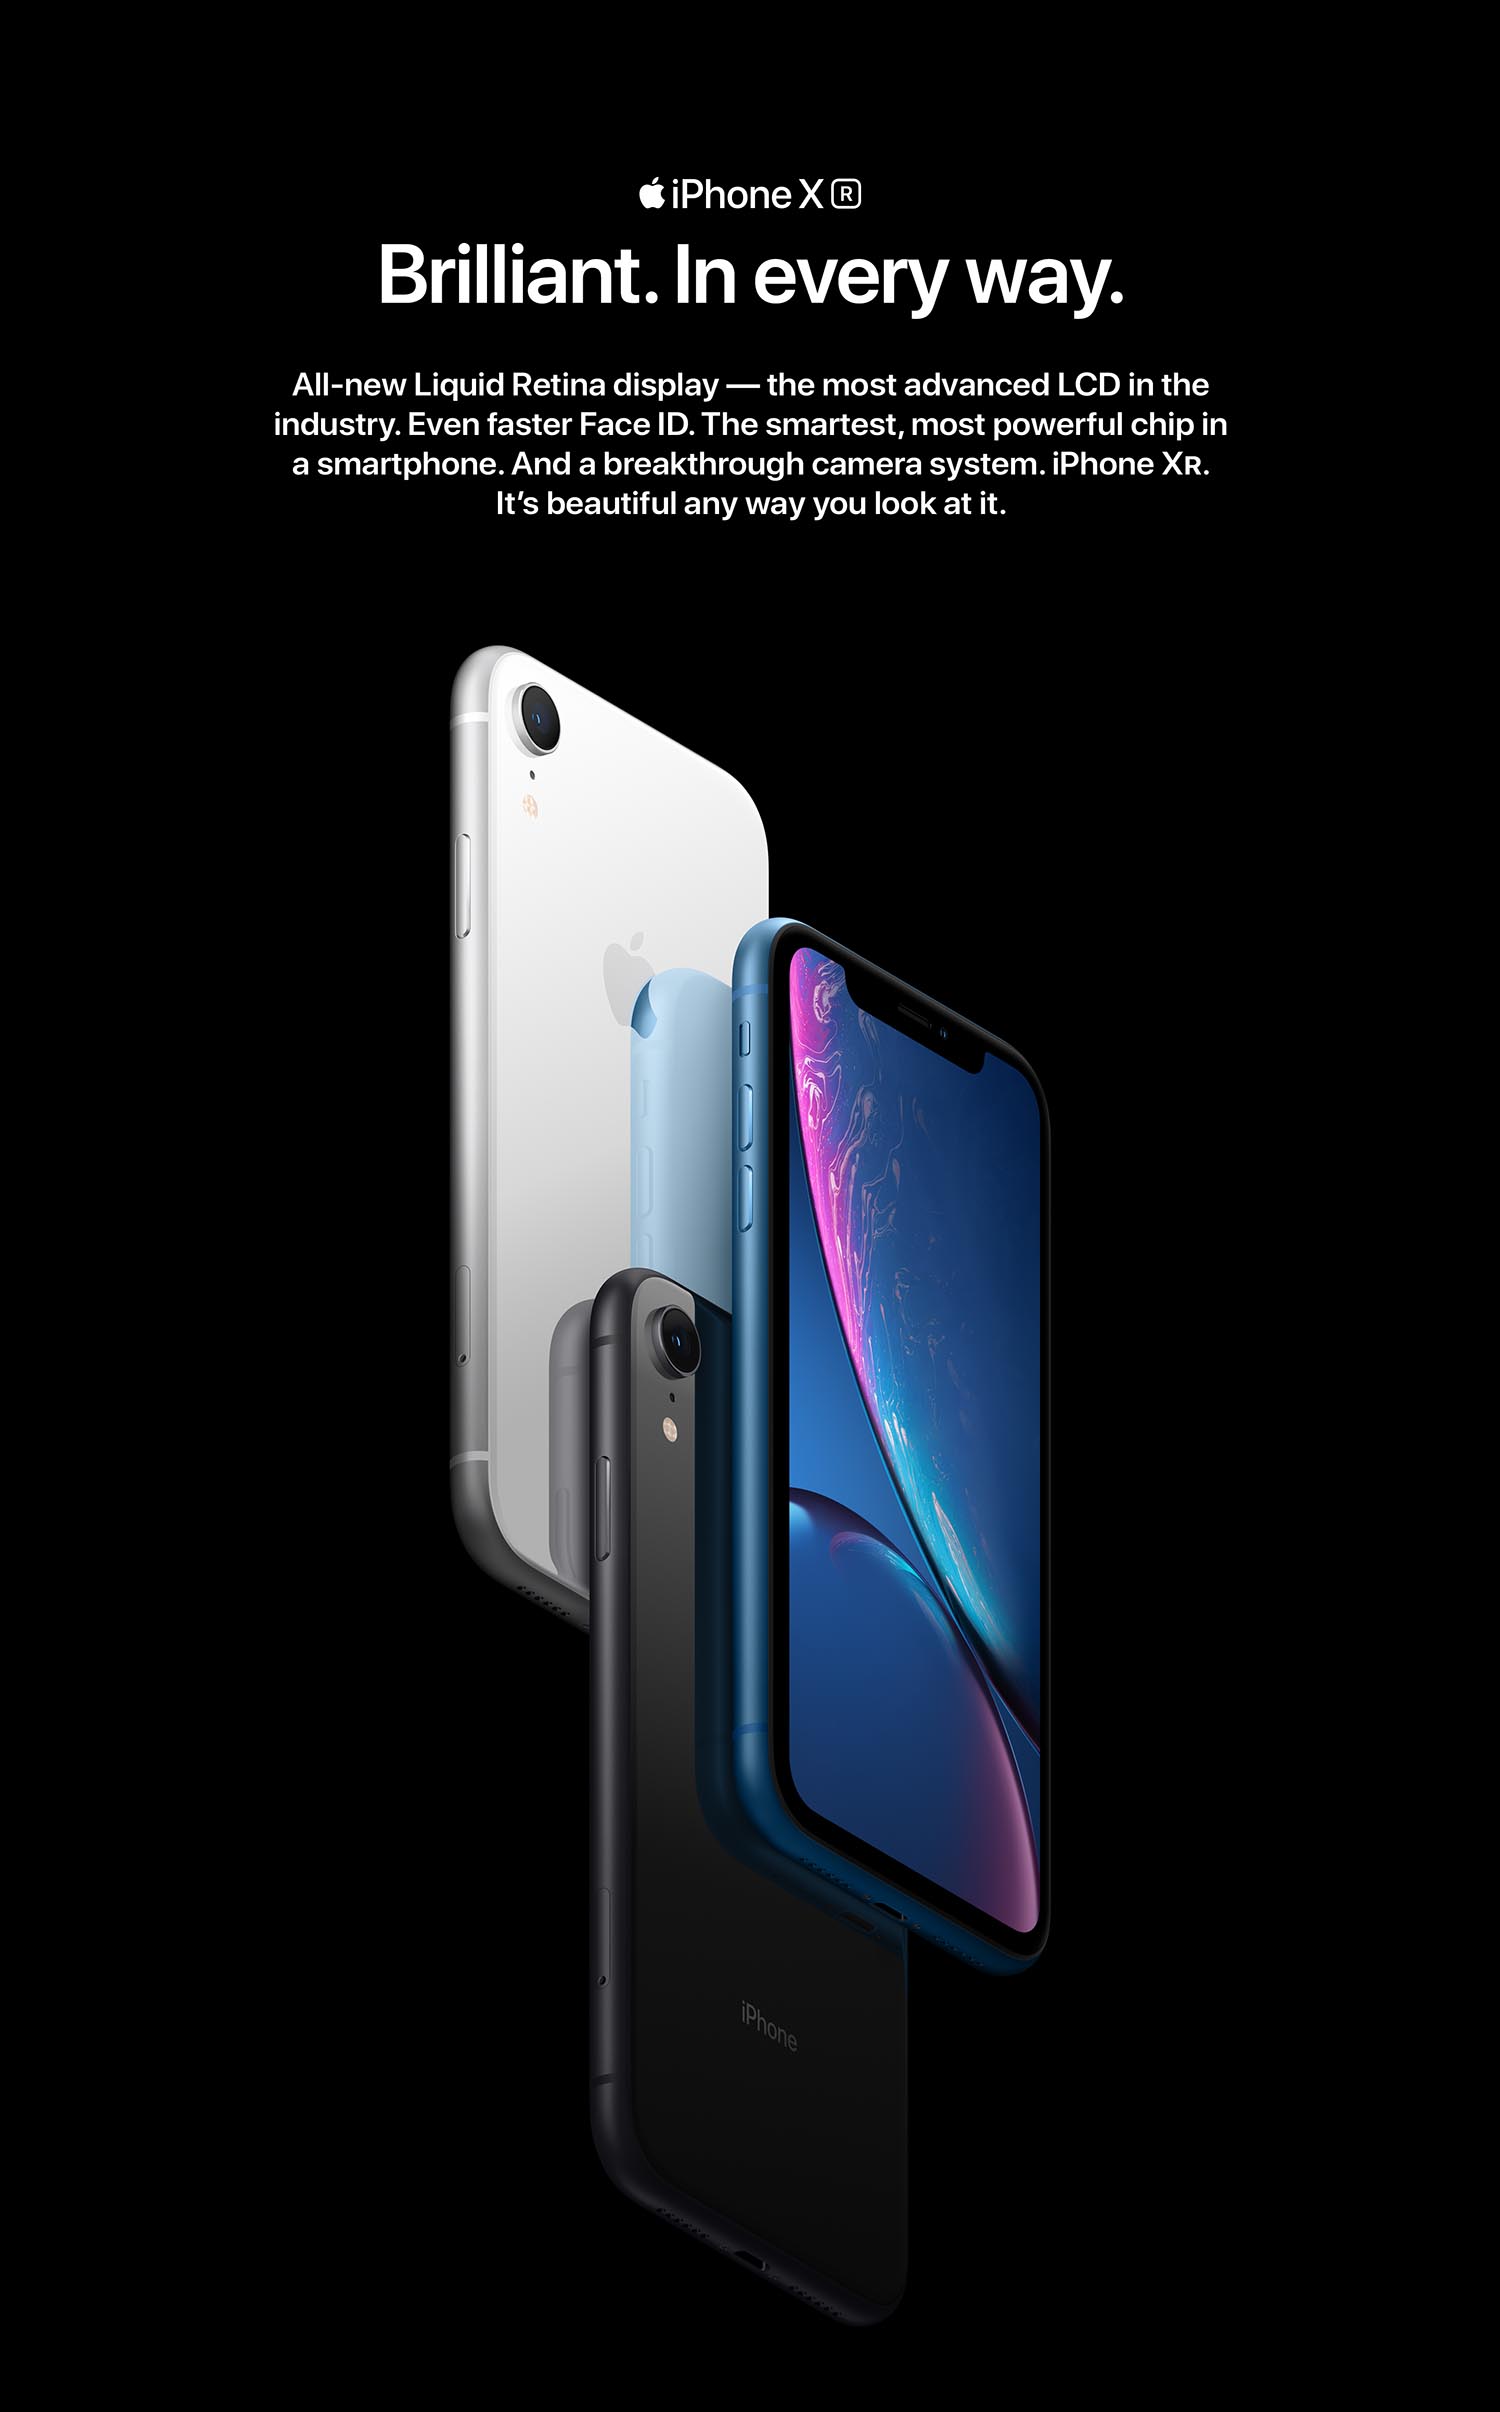 iPhone XR
Brilliant. In every way.
All-new Liquid Retina display — the most advanced LCD in the
industry. Even faster Face ID. The smartest, most powerful chip in
a smartphone. And a breakthrough camera system. iPhone XR.
It’s beautiful any way you look at it.
iPhone